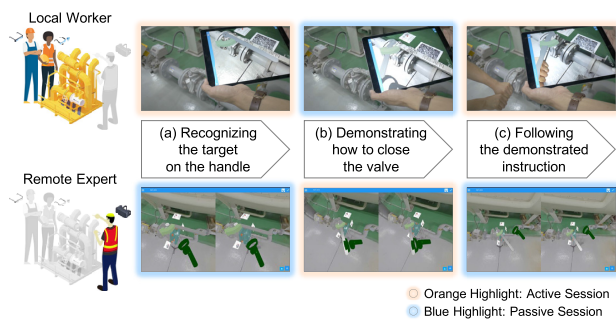 Local Worker
(a) Recognizing
the target
on the handle
(b) Demonstrating
how to close
the valve
(c) Following
the demonstrated
instruction
Remote Expert
Orange Highlight: Active Session
Blue Highlight: Passive Session